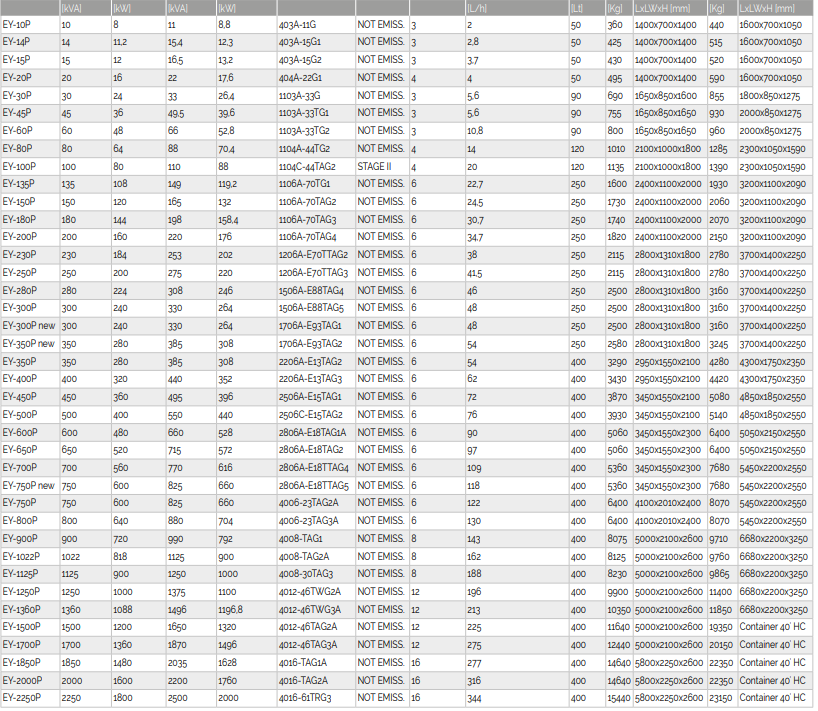 [kVA] [kW] [kVA] [kW] [L/h] [Lt] [Kg] LxLWxH [mm] [Kg] LxLWxH [mm]
EY-10P 10 8 11 8,8 403A-11G NOT EMISS. 3 2 50 360 1400x700x1400 440 1600x700x1050
EY-14P 14 11,2 15,4 12,3 403A-15G1 NOT EMISS. 3 2,8 50 425 1400x700x1400 515 1600x700x1050
EY-15P 15 12 16,5 13,2 403A-15G2 NOT EMISS. 3 3,7 50 430 1400x700x1400 520 1600x700x1050
EY-20P 20 16 22 17,6 404A-22G1 NOT EMISS. 4 4 50 495 1400x700x1400 590 1600x700x1050
EY-30P 30 24 33 26,4 1103A-33G NOT EMISS. 3 5,6 90 690 1650x850x1600 855 1800x850x1275
EY-45P 45 36 49,5 39,6 1103A-33TG1 NOT EMISS. 3 5,6 90 755 1650x850x1650 930 2000x850x1275
EY-60P 60 48 66 52,8 1103A-33TG2 NOT EMISS. 3 10,8 90 800 1650x850x1650 960 2000x850x1275
EY-80P 80 64 88 70,4 1104A-44TG2 NOT EMISS. 4 14 120 1010 2100x1000x1800 1285 2300x1050x1590
EY-100P 100 80 110 88 1104C-44TAG2 STAGE II 4 20 120 1135 2100x1000x1800 1390 2300x1050x1590
EY-135P 135 108 149 119,2 1106A-70TG1 NOT EMISS. 6 22,7 250 1600 2400x1100x2000 1930 3200x1100x2090
EY-150P 150 120 165 132 1106A-70TAG2 NOT EMISS. 6 24,5 250 1730 2400x1100x2000 2060 3200x1100x2090
EY-180P 180 144 198 158,4 1106A-70TAG3 NOT EMISS. 6 30,7 250 1740 2400x1100x2000 2070 3200x1100x2090
EY-200P 200 160 220 176 1106A-70TAG4 NOT EMISS. 6 34,7 250 1820 2400x1100x2000 2150 3200x1100x2090
EY-230P 230 184 253 202 1206A-E70TTAG2 NOT EMISS. 6 38 250 2115 2800x1310x1800 2780 3700x1400x2250
EY-250P 250 200 275 220 1206A-E70TTAG3 NOT EMISS. 6 41,5 250 2115 2800x1310x1800 2780 3700x1400x2250
EY-280P 280 224 308 246 1506A-E88TAG4 NOT EMISS. 6 46 250 2500 2800x1310x1800 3160 3700x1400x2250
EY-300P 300 240 330 264 1506A-E88TAG5 NOT EMISS. 6 48 250 2500 2800x1310x1800 3160 3700x1400x2250
EY-300P new 300 240 330 264 1706A-E93TAG1 NOT EMISS. 6 48 250 2500 2800x1310x1800 3160 3700x1400x2250
EY-350P new 350 280 385 308 1706A-E93TAG2 NOT EMISS. 6 54 250 2580 2800x1310x1800 3245 3700x1400x2250
EY-350P 350 280 385 308 2206A-E13TAG2 NOT EMISS. 6 54 400 3290 2950x1550x2100 4280 4300x1750x2350
EY-400P 400 320 440 352 2206A-E13TAG3 NOT EMISS. 6 62 400 3430 2950x1550x2100 4420 4300x1750x2350
EY-450P 450 360 495 396 2506A-E15TAG1 NOT EMISS. 6 72 400 3870 3450x1550x2100 5080 4850x1850x2550
EY-500P 500 400 550 440 2506C-E15TAG2 NOT EMISS. 6 76 400 3930 3450x1550x2100 5140 4850x1850x2550
EY-600P 600 480 660 528 2806A-E18TAG1A NOT EMISS. 6 90 400 5060 3450x1550x2300 6400 5050x2150x2550
EY-650P 650 520 715 572 2806A-E18TAG2 NOT EMISS. 6 97 400 5060 3450x1550x2300 6400 5050x2150x2550
EY-700P 700 560 770 616 2806A-E18TTAG4 NOT EMISS. 6 109 400 5360 3450x1550x2300 7680 5450x2200x2550
EY-750P new 750 600 825 660 2806A-E18TTAG5 NOT EMISS. 6 118 400 5360 3450x1550x2300 7680 5450x2200x2550
EY-750P 750 600 825 660 4006-23TAG2A NOT EMISS. 6 122 400 6400 4100x2010x2400 8070 5450x2200x2550
EY-800P 800 640 880 704 4006-23TAG3A NOT EMISS. 6 130 400 6400 4100x2010x2400 8070 5450x2200x2550
EY-900P 900 720 990 792 4008-TAG1 NOT EMISS. 8 143 400 8075 5000x2100x2600 9710 6680x2200x3250
EY-1022P 1022 818 1125 900 4008-TAG2A NOT EMISS. 8 162 400 8125 5000x2100x2600 9760 6680x2200x3250
EY-1125P 1125 900 1250 1000 4008-30TAG3 NOT EMISS. 8 188 400 8230 5000x2100x2600 9865 6680x2200x3250
EY-1250P 1250 1000 1375 1100 4012-46TWG2A NOT EMISS. 12 196 400 9900 5000x2100x2600 11400 6680x2200x3250
EY-1360P 1360 1088 1496 1196,8 4012-46TWG3A NOT EMISS. 12 213 400 10350 5000x2100x2600 11850 6680x2200x3250
EY-1500P 1500 1200 1650 1320 4012-46TAG2A NOT EMISS. 12 225 400 11640 5000x2100x2600 19350 Container 40' HC
EY-1700P 1700 1360 1870 1496 4012-46TAG3A NOT EMISS. 12 275 400 12440 5000x2100x2600 20150 Container 40' HC
EY-1850P 1850 1480 2035 1628 4016-TAG1A NOT EMISS. 16 277 400 14640 5800x2250x2600 22350 Container 40' HC
EY-2000P 2000 1600 2200 1760 4016-TAG2A NOT EMISS. 16 316 400 14640 5800x2250x2600 22350 Container 40' HC
EY-2250P 2250 1800 2500 2000 4016-61TRG3 NOT EMISS. 16 344 400 15440 5800x2250x2600 23150 Container 40' HC